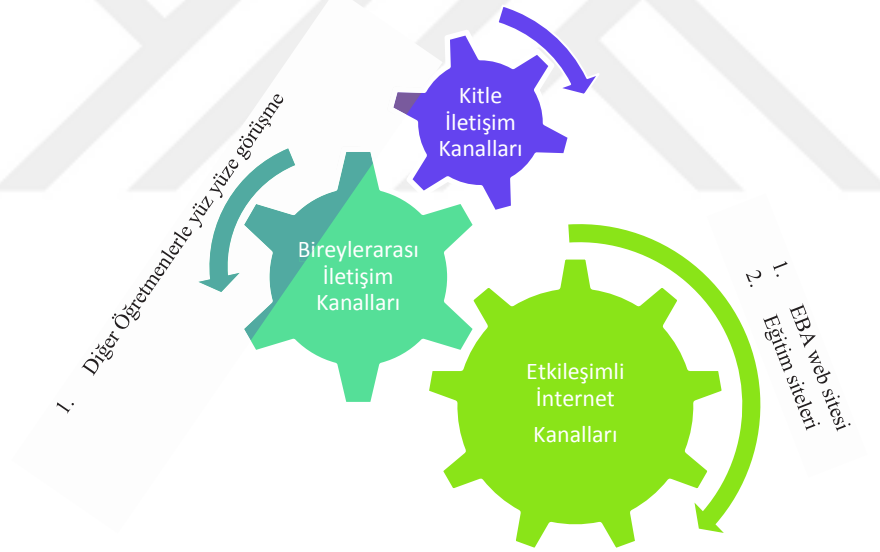 Kitle
İletişim
Kanalları
1. Diğer Öğretmenlerle yüz yüze görüşme
Bireylerarası
İletişim
Kanalları
Etkileşimli
İnternet
Kanalları
1. EBA web sitesi
2. Eğitim siteleri